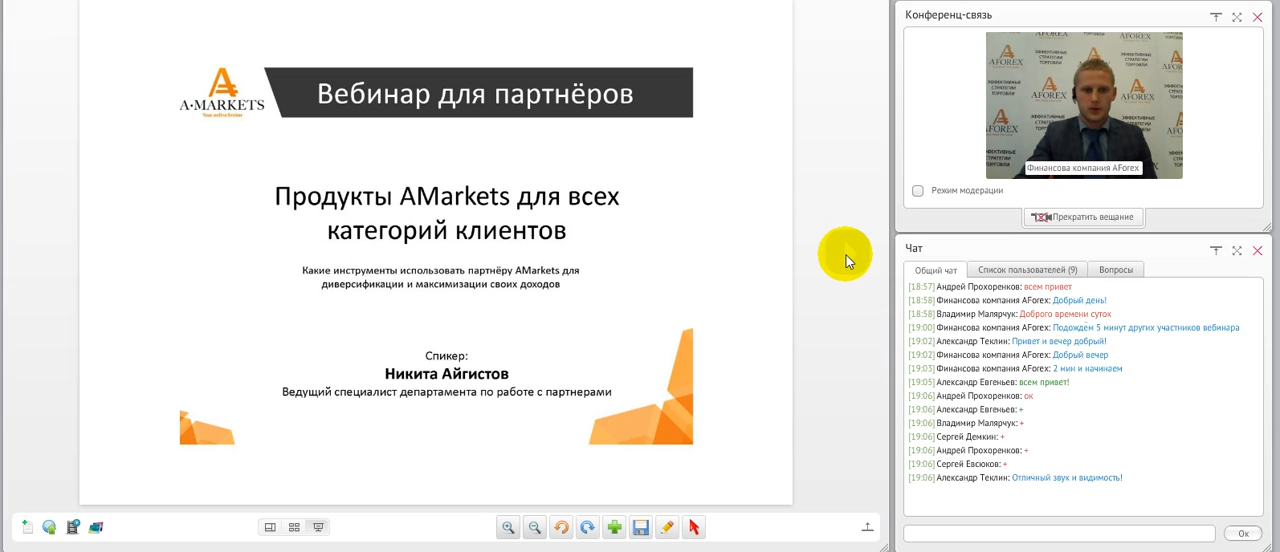 A·MARKETS
Your active broker
Вебинар для партнёров
Продукты AMarkets для всех
категорий клиентов
Какие инструменты использовать партнёру AMarkets для
диверсификации и максимизации своих доходов
Спикер:
Никита Айгистов
Ведущий специалист департамента по работе с партнерами
Конференц-связь
ЭФФЕКТИВНЫЕ
СТРАТЕГИИ
ТОРГОВЛИ
AFOREX
Финансова компания AForex
Режим модерации
Прекратить вещание
Чат
Общий чат
Список пользователей (9)
Вопросы
[18:57] Андрей Прохоренков: всем привет
[18:58] Финансова компания AForex: Добрый день!
[18:58] Владимир Малярчук: Доброго времени суток
[19:00] Финансова компания AForex: Подождём 5 минут других участников вебинара
[19:02] Александр Теклин: Привет и вечер добрый!
[19:02] Финансова компания AForex: Добрый вечер
[19:03] Финансова компания AForex: 2 мин и начинаем
[19:05] Александр Евгеньев: всем привет!
[19:06] Андрей Прохоренков: ок
[19:06] Александр Евгеньев: +
[19:06] Владимир Малярчук: +
[19:06] Сергей Демкин: +
[19:06] Андрей Прохоренков: +
[19:06] Сергей Евсюков: +
[19:06] Александр Теклин: Отличный звук и видимость!
Ок